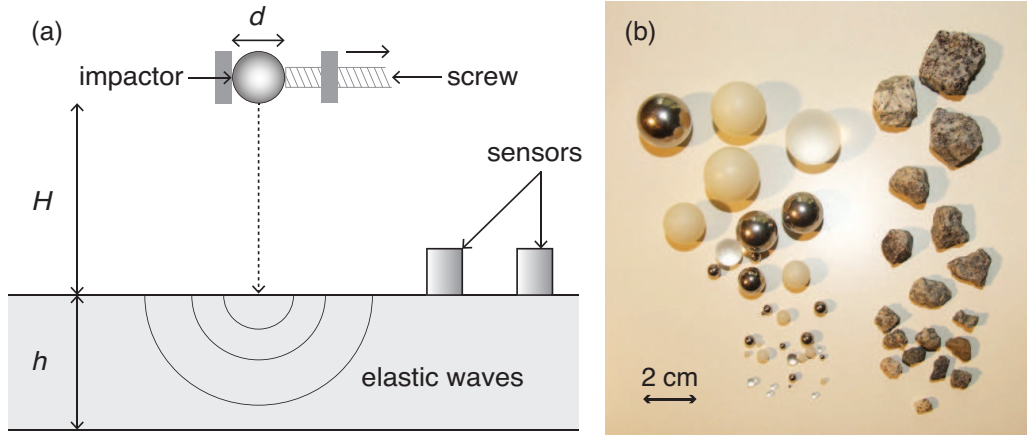 (a)
d
impactor
screw
sensors
H
h
elastic waves
(b)
2 cm